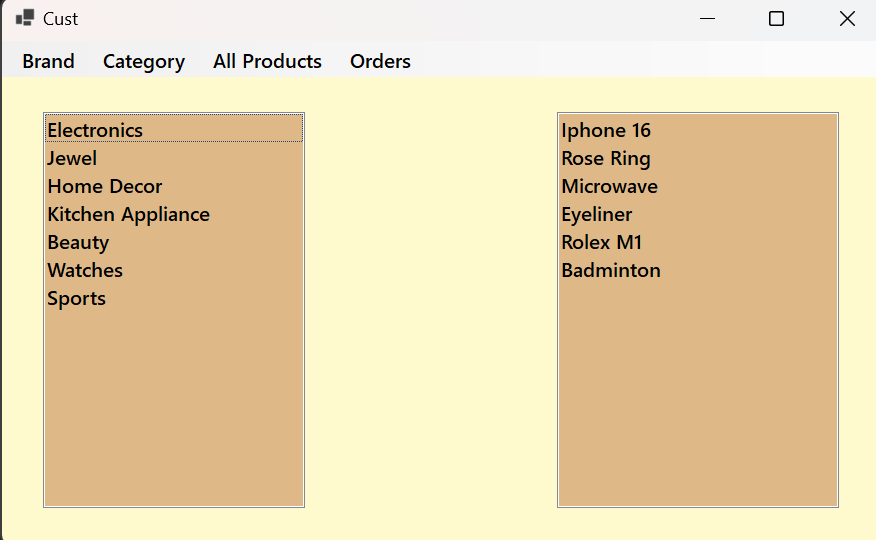 Cust
Brand Category All Products Orders
Electronics
Jewel
Home Decor
Kitchen Appliance
Beauty
Watches
Sports
Iphone 16
Rose Ring
Microwave
Eyeliner
Rolex M1
Badminton